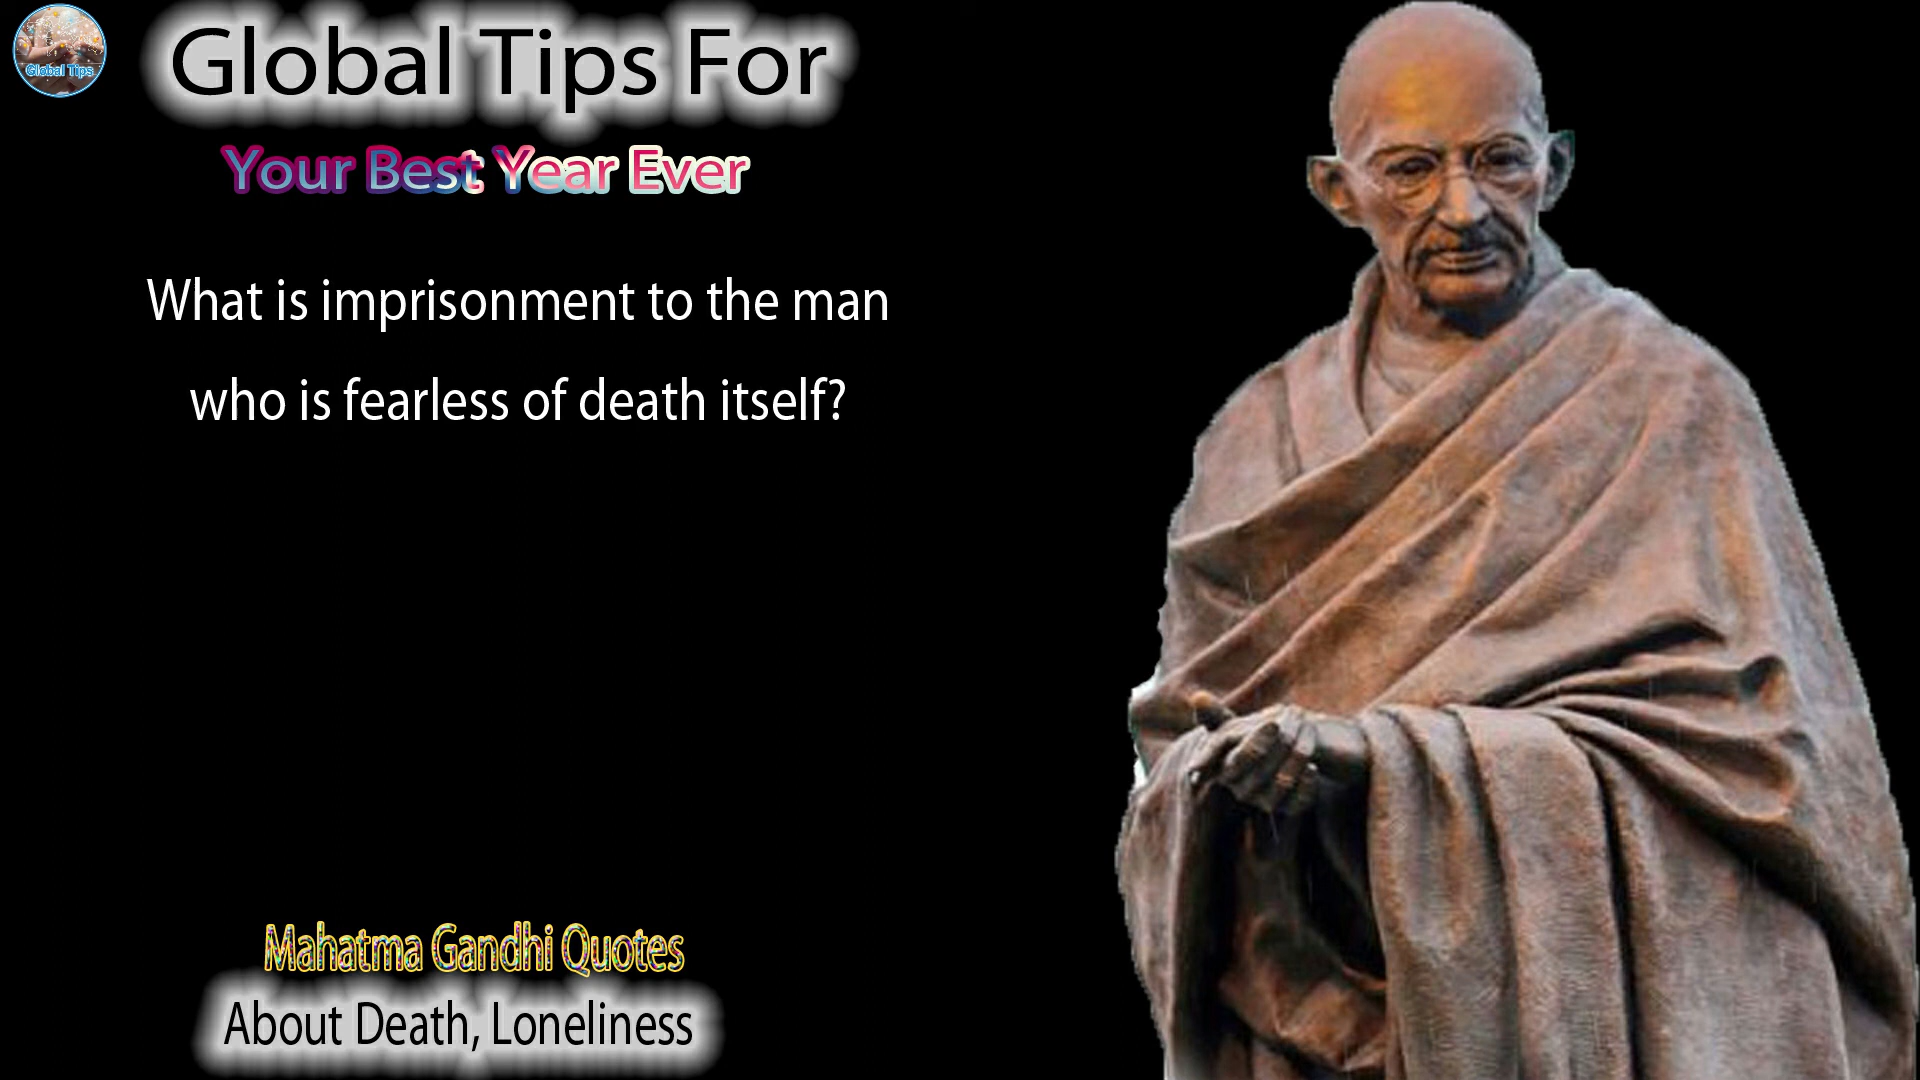 Global Tips
Global Tips For
Your Best Year Ever
What is imprisonment to the man
who is fearless of death itself?
Mahatma Gandhi Quotes
About Death, Loneliness